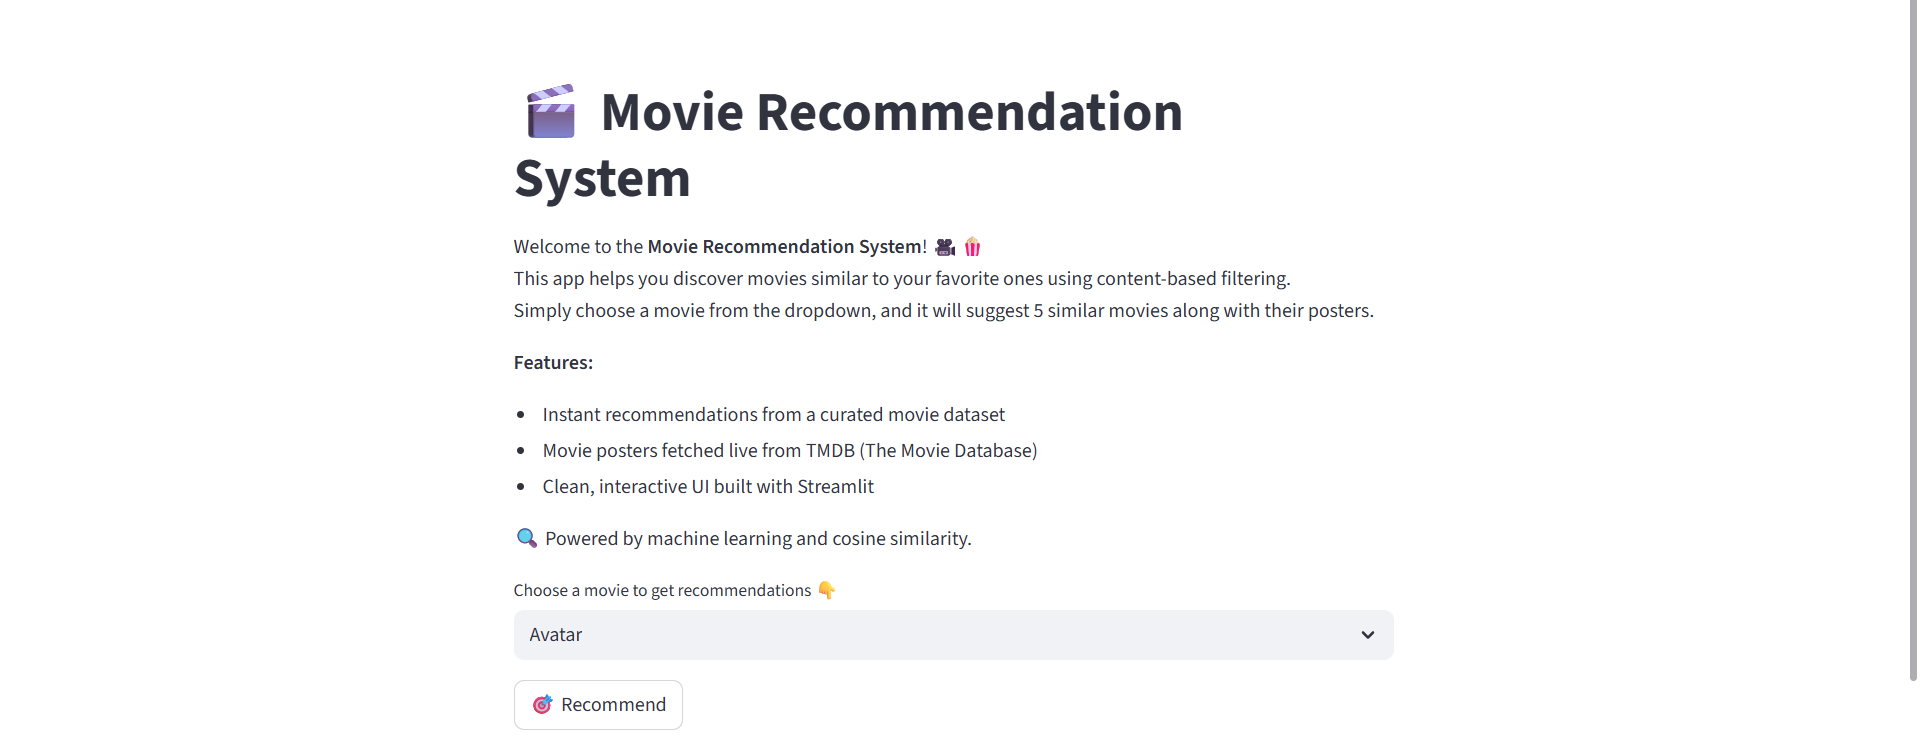 Movie Recommendation
System
Welcome to the Movie Recommendation System!
This app helps you discover movies similar to your favorite ones using content-based filtering.
Simply choose a movie from the dropdown, and it will suggest 5 similar movies along with their posters.
Features:
Instant recommendations from a curated movie dataset
Movie posters fetched live from TMDB (The Movie Database)
Clean, interactive UI built with Streamlit
Powered by machine learning and cosine similarity.
Choose a movie to get recommendations
Avatar
Recommend